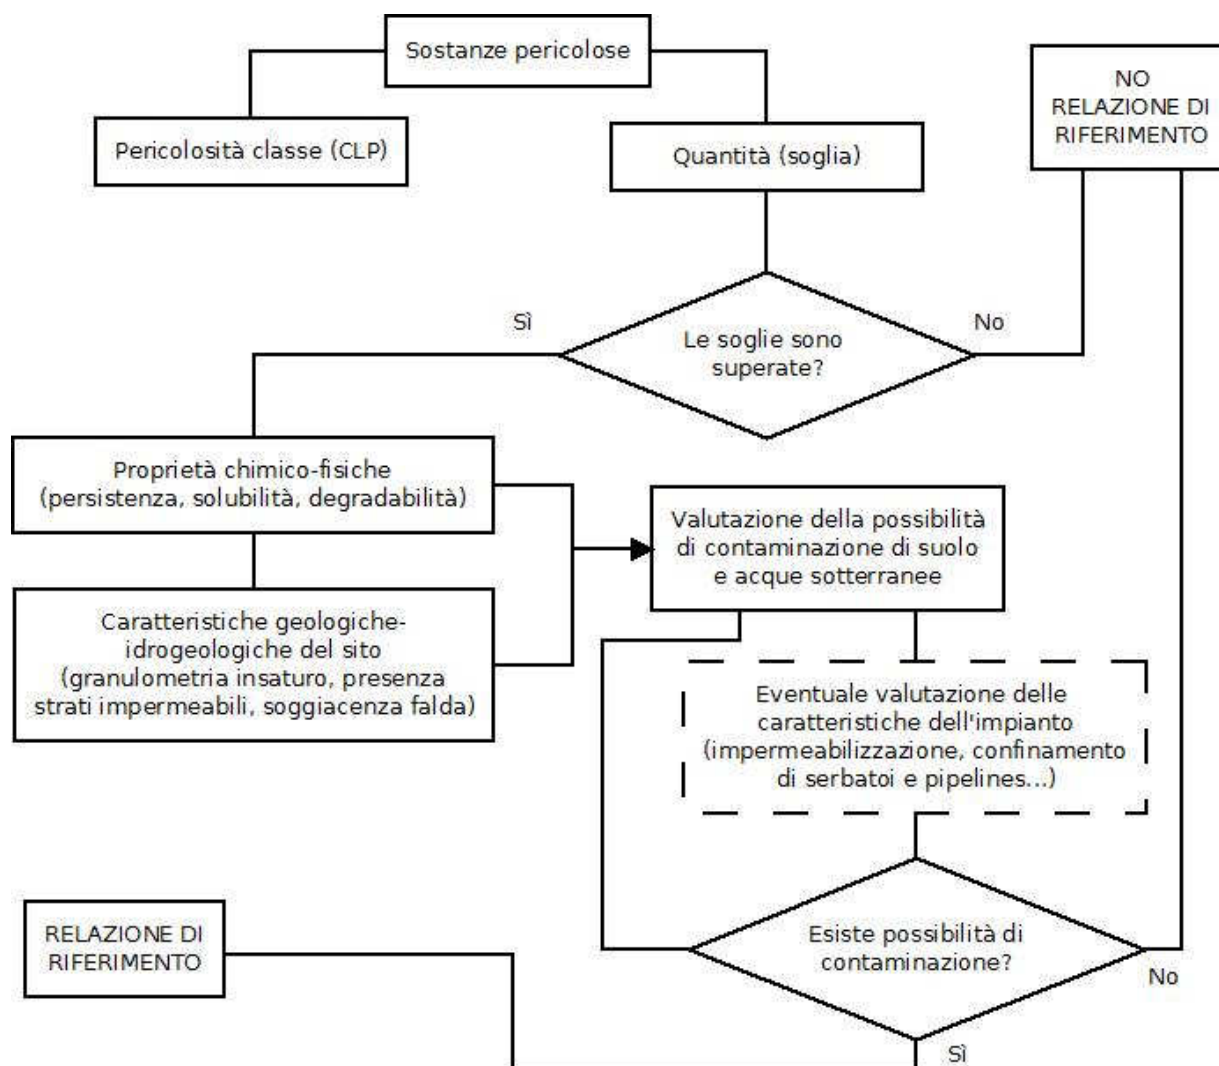 Sostanze pericolose
NO
RELAZIONE DI
RIFERIMENTO
Pericolosità classe (CLP)
Quantità (soglia)
Sì
No
Le soglie sono
superate?
Proprietà chimico-fisiche
(persistenza, solubilità, degradabilità)
Valutazione della possibilità
di contaminazione di suolo
e acque sotterranee
Caratteristiche geologiche-
idrogeologiche del sito
(granulometria insaturo, presenza
strati impermeabili, soggiacenza falda)
Eventuale valutazione delle
caratteristiche dell'impianto
(impermeabilizzazione, confinamento
di serbatoi e pipelines...)
RELAZIONE DI
RIFERIMENTO
Esiste possibilità di
contaminazione?
No
Sì